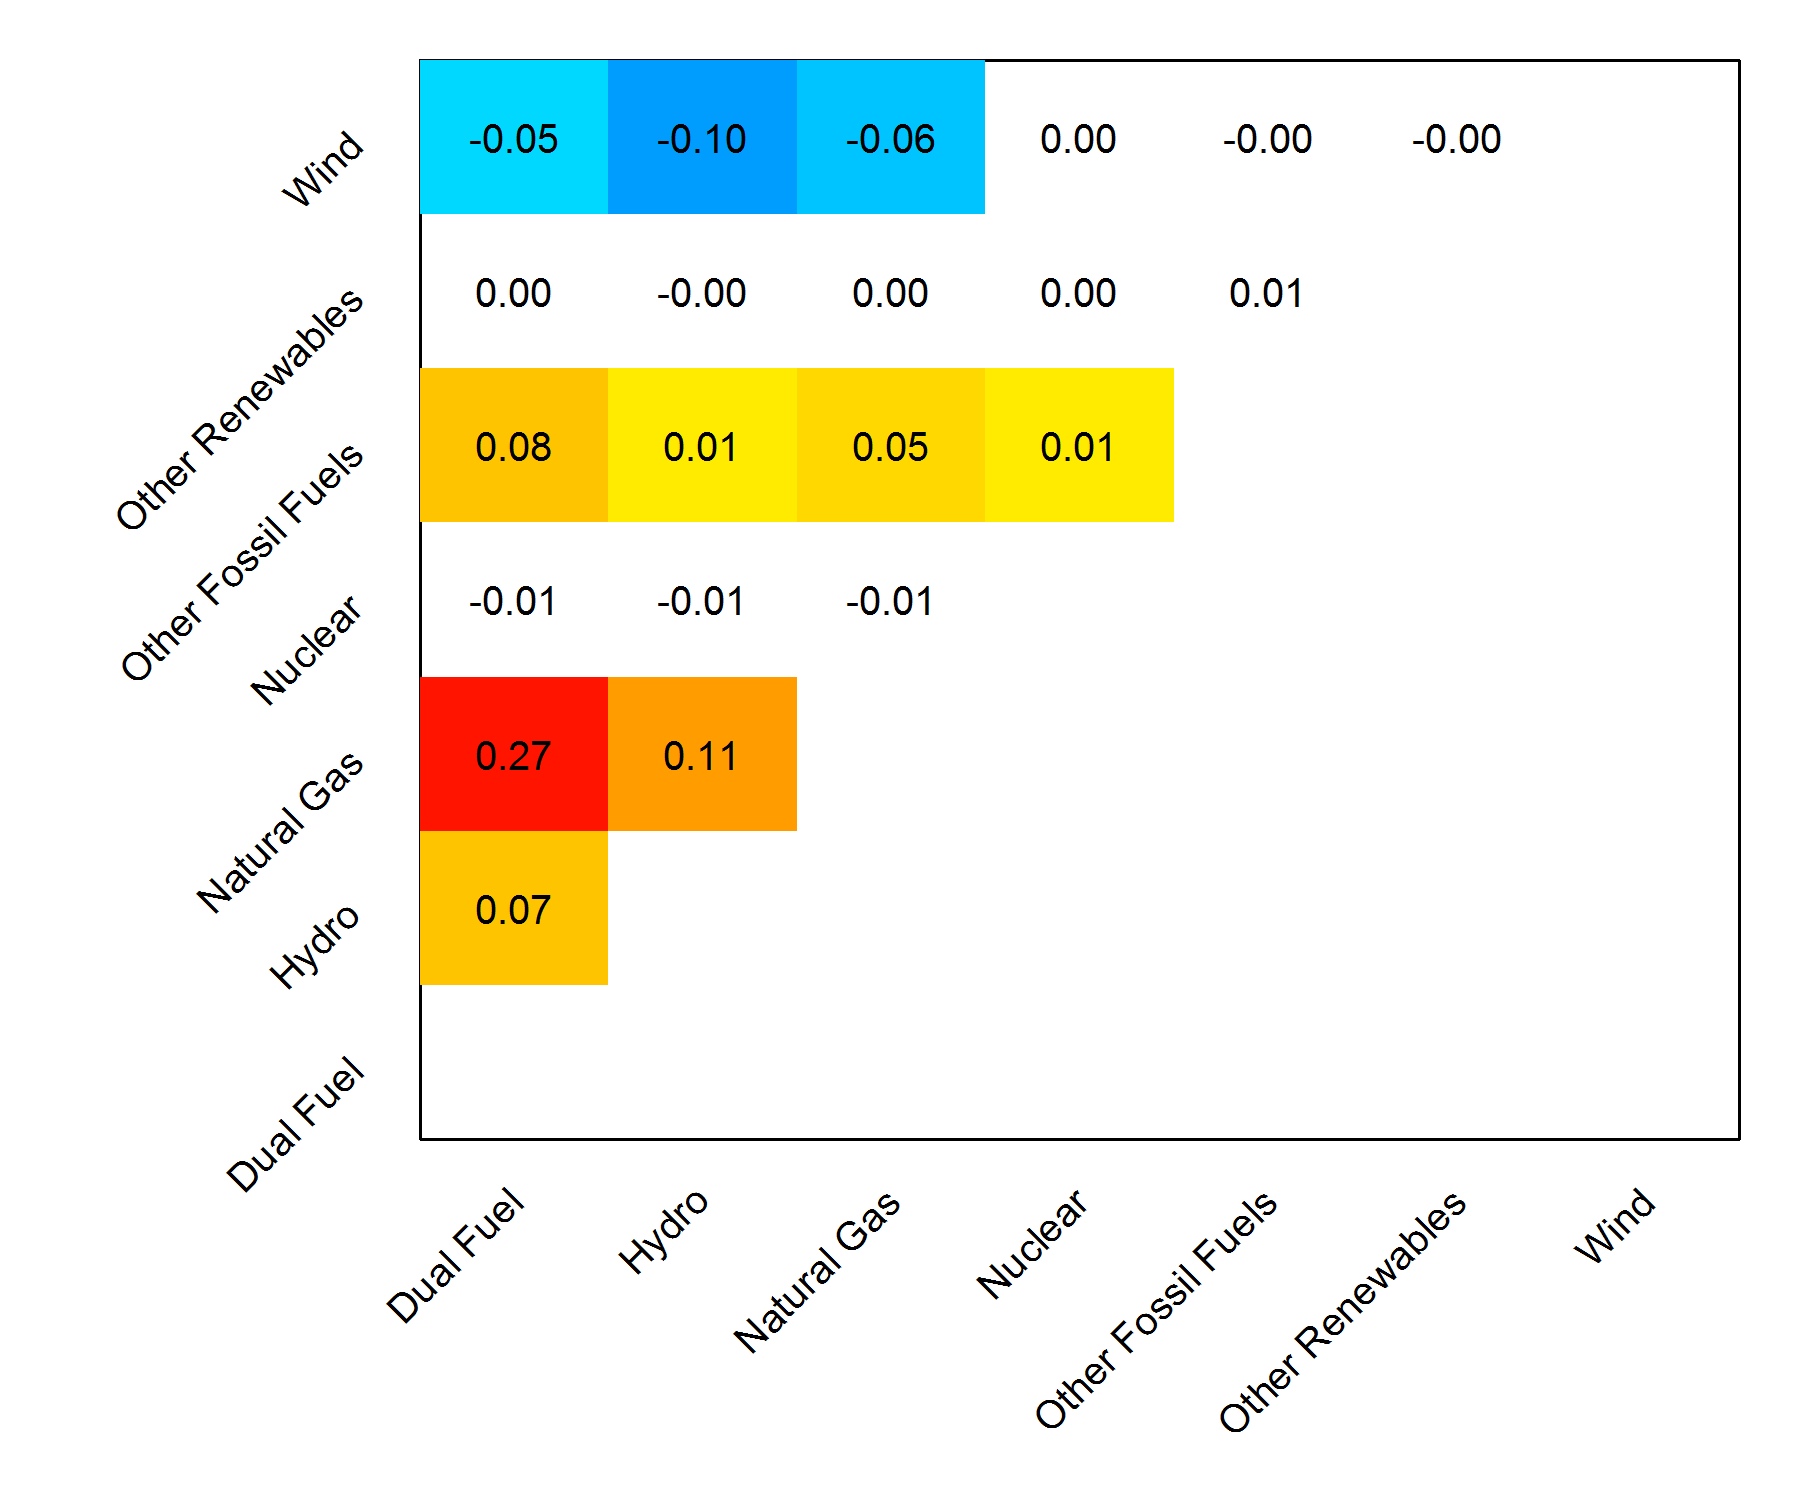 Wind -0.05 -0.10 -0.06 0.00 -0.00 -0.00
Other Renewables 0.00 -0.00 0.00 0.00 0.01
Other Fossil Fuels 0.08 0.01 0.05 0.01
Nuclear -0.01 -0.01 -0.01
Natural Gas 0.27 0.11
Hydro 0.07
Dual Fuel
Dual Fuel Hydro Natural Gas Nuclear Other Fossil Fuels Other Renewables Wind